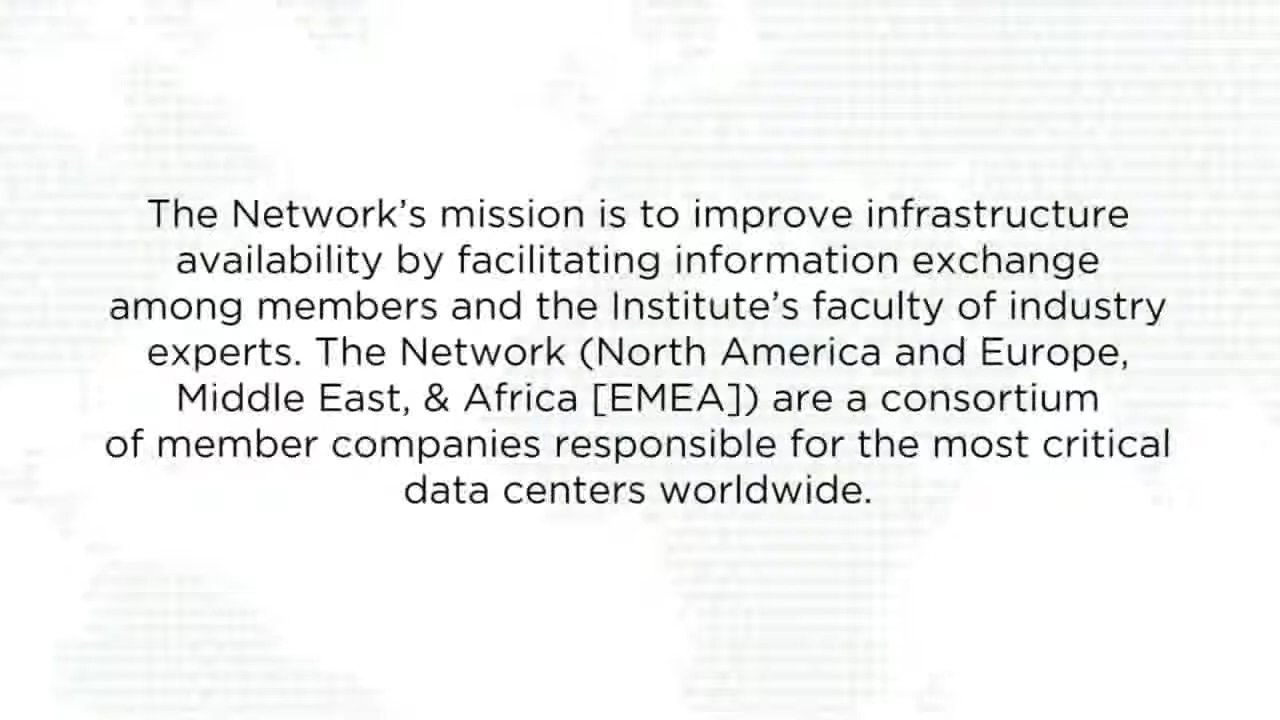 The Network’s mission is to improve infrastructure
availability by facilitating information exchange
among members and the Institute’s faculty of industry
experts. The Network (North America and Europe,
Middle East, & Africa [EMEA]) are a consortium
of member companies responsible for the most critical
data centers worldwide.